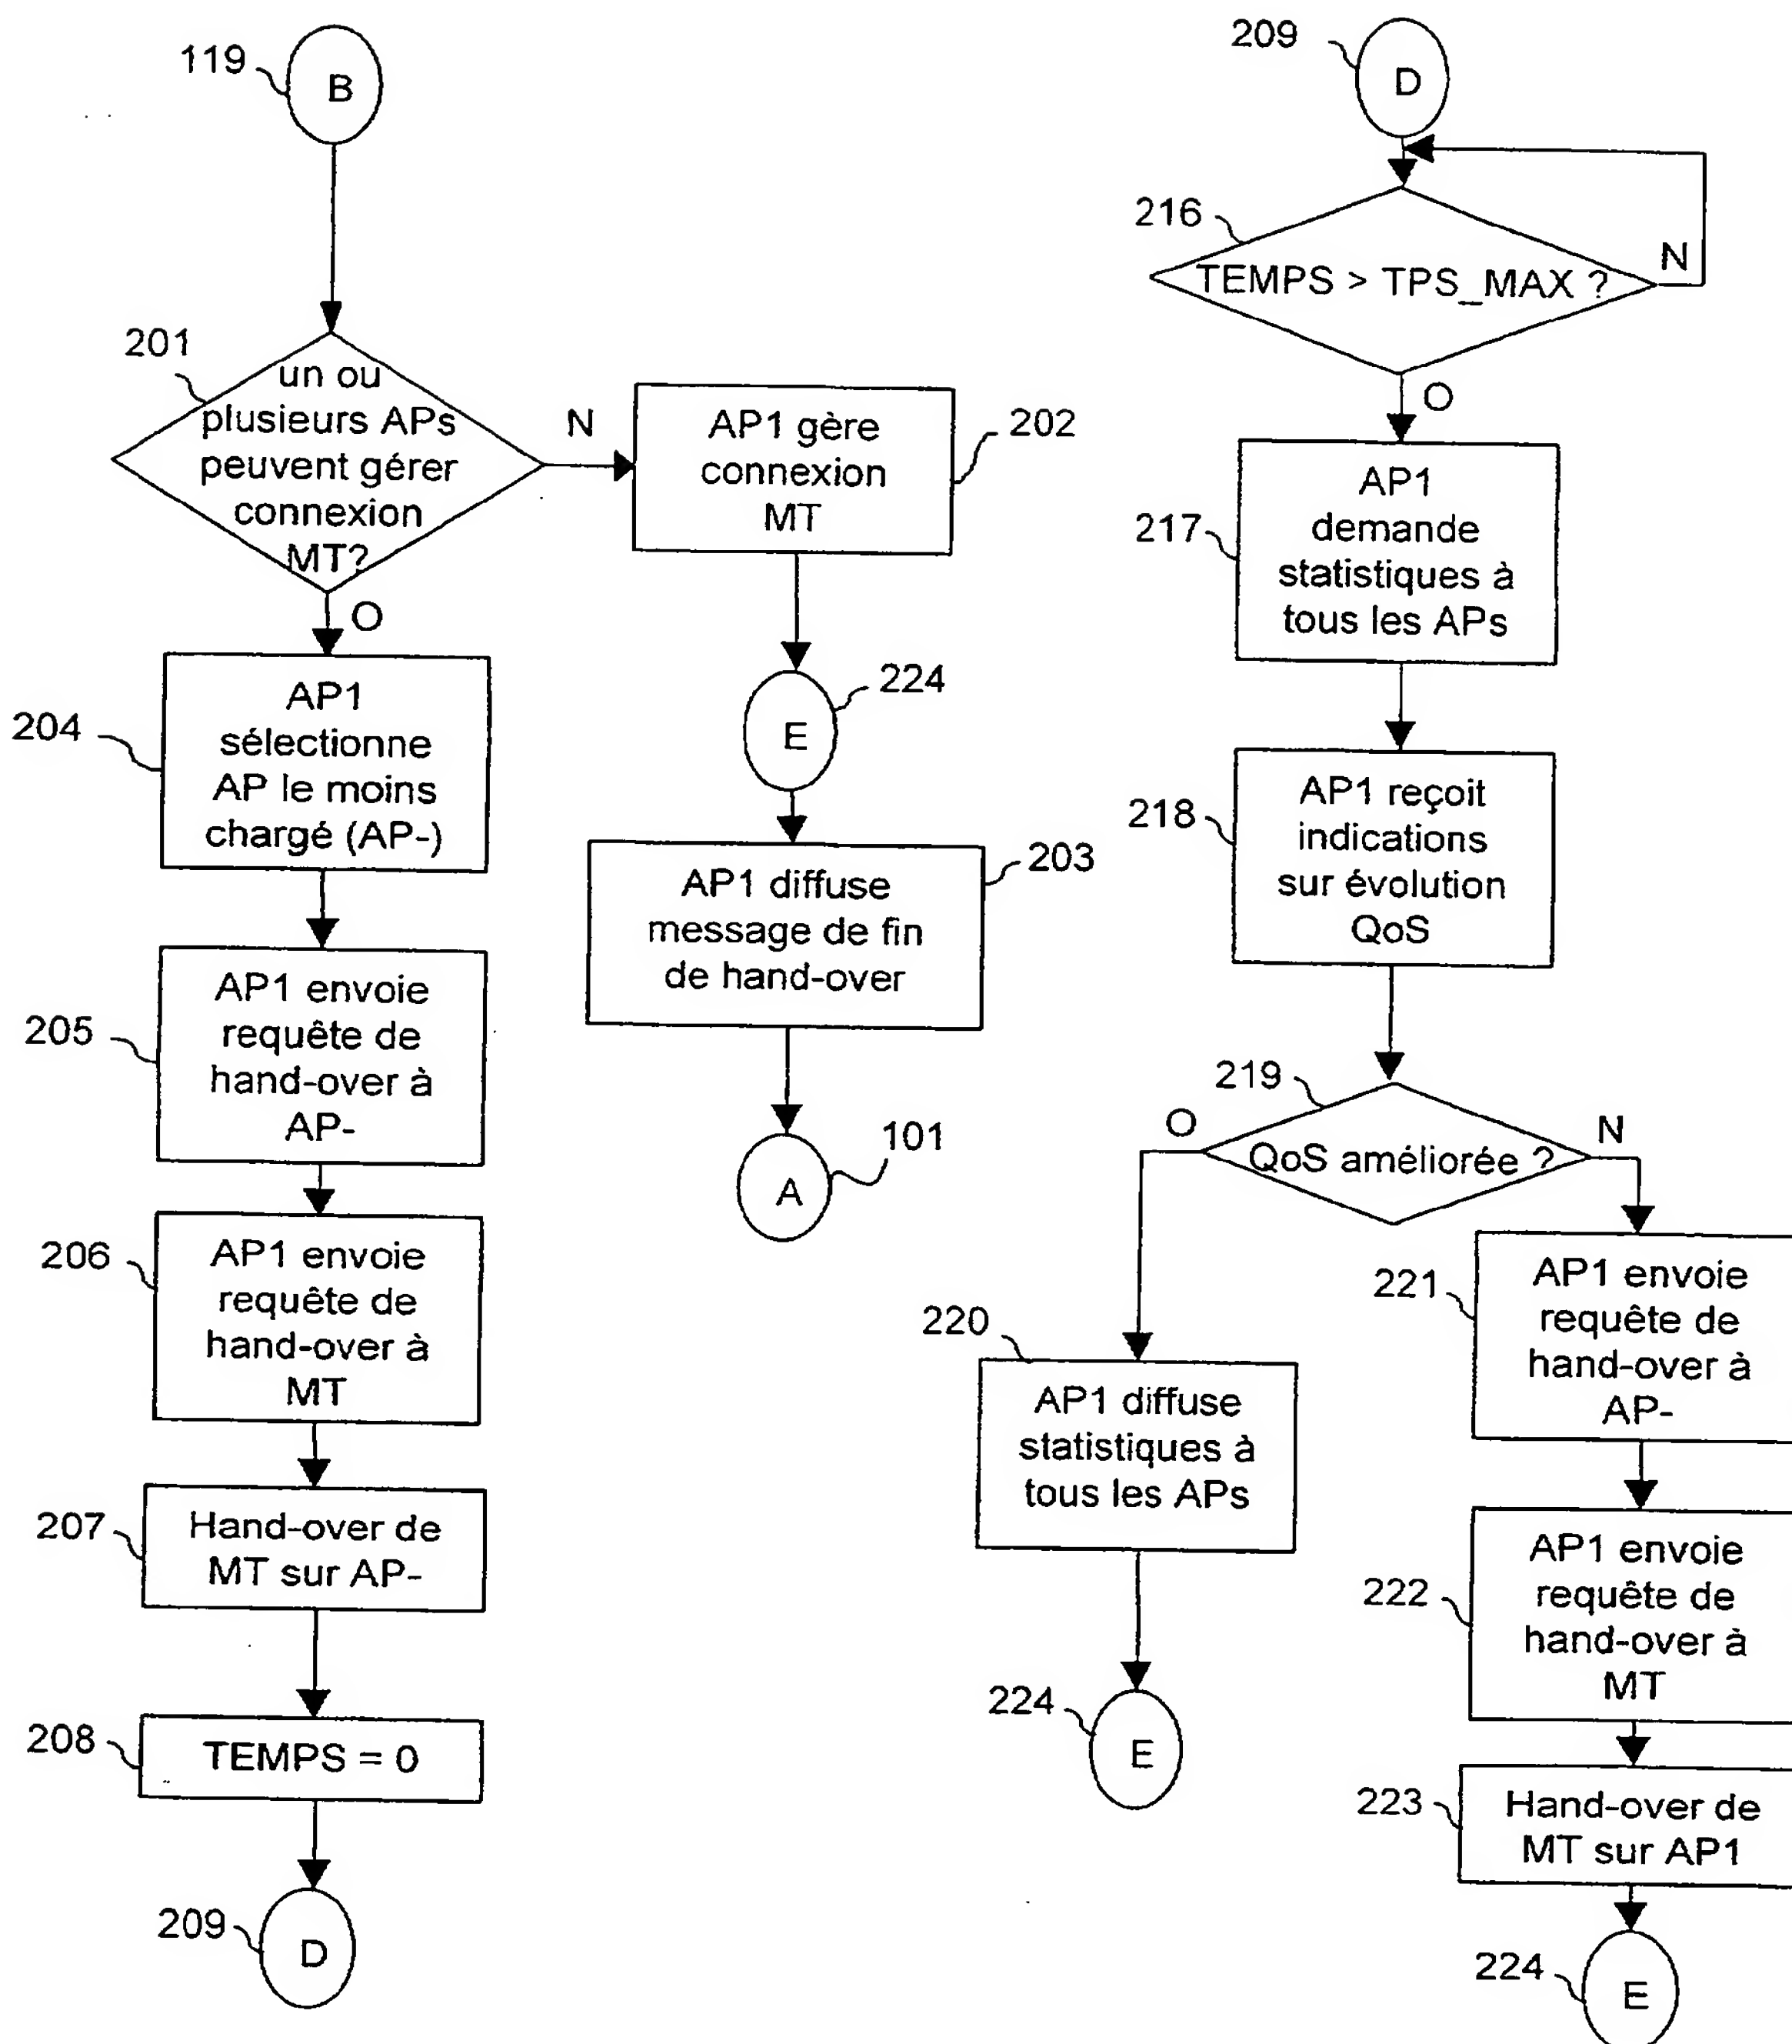 119
B
201
un ou
plusieurs APs
peuvent gérer
connexion
MT?
N
O
AP1 gère
connexion
MT
202
224
E
AP1 diffuse
message de fin
de hand-over
203
A
101
204
AP1
sélectionne
AP le moins
chargé (AP-)
205
AP1 envoie
requête de
hand-over à
AP-
206
AP1 envoie
requête de
hand-over à
MT
207
Hand-over de
MT sur AP-
208
TEMPS = 0
209
D
209
D
216
TEMPS > TPS_MAX ?
N
O
217
AP1
demande
statistiques à
tous les APs
218
AP1 reçoit
indications
sur évolution
QoS
219
O
QoS améliorée ?
N
220
AP1 diffuse
statistiques à
tous les APs
224
E
221
AP1 envoie
requête de
hand-over à
AP-
222
AP1 envoie
requête de
hand-over à
MT
223
Hand-over de
MT sur AP1
224
E